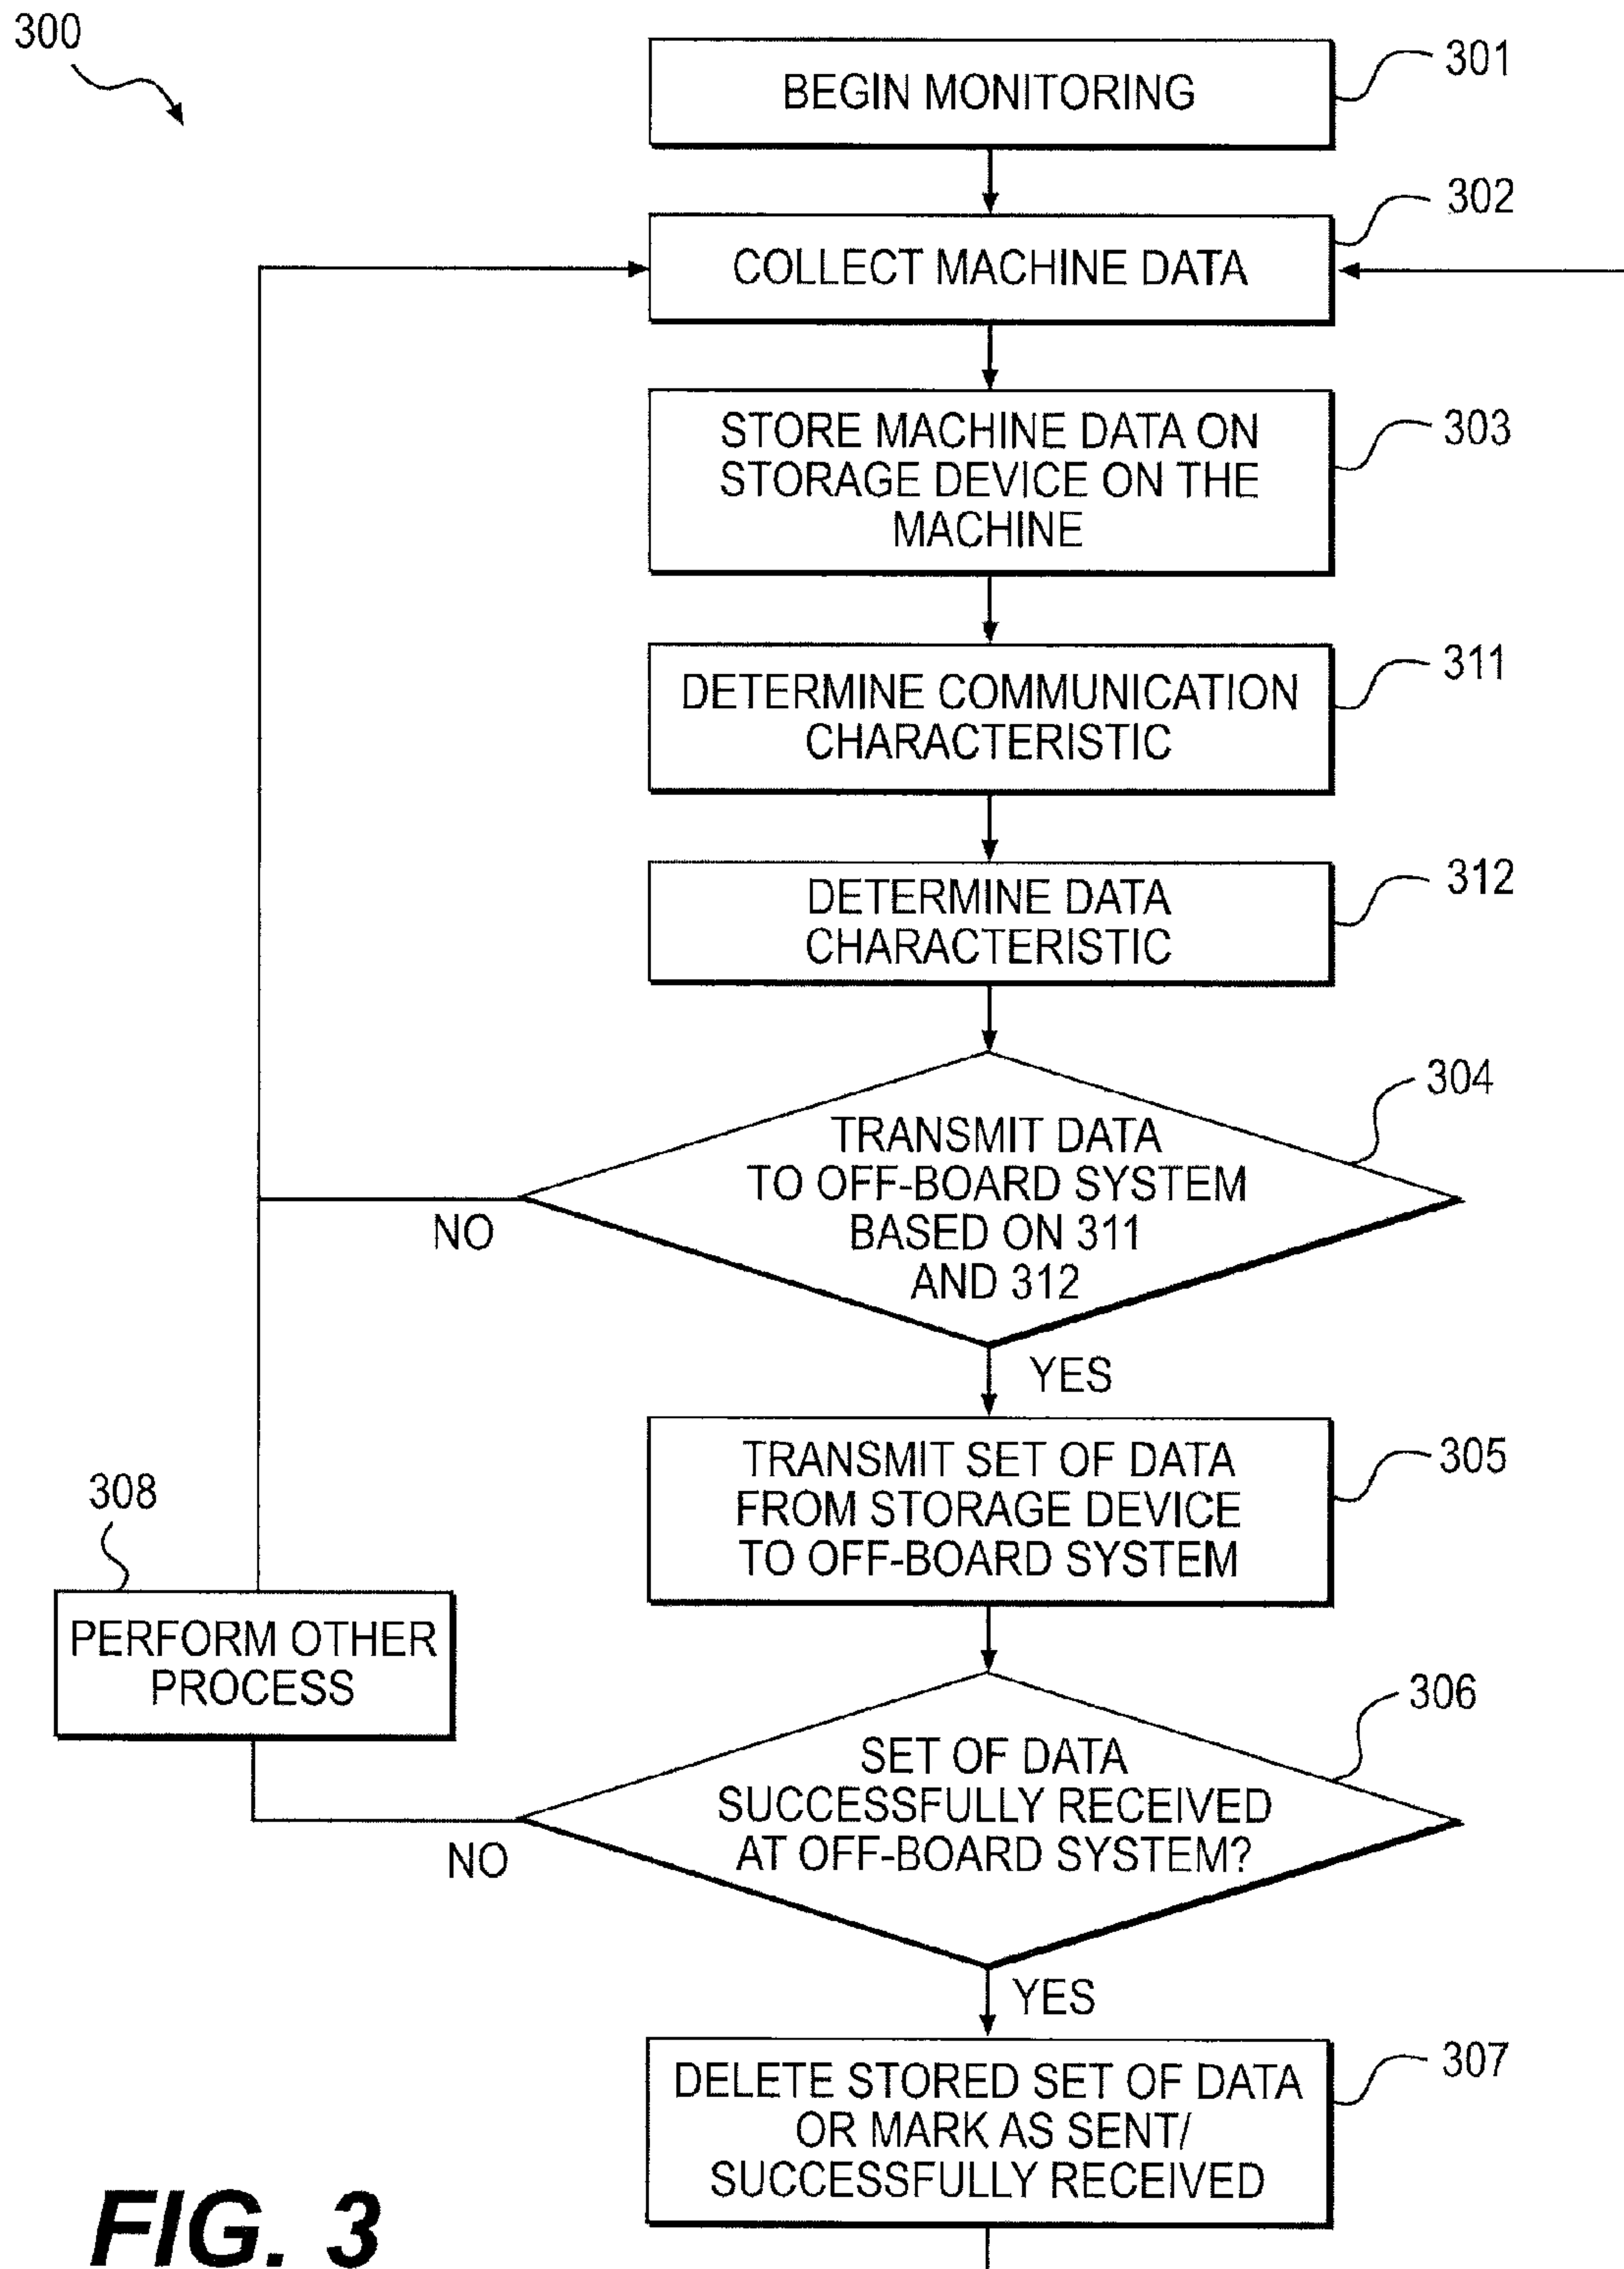 300
BEGIN MONITORING
301
COLLECT MACHINE DATA
302
STORE MACHINE DATA ON
STORAGE DEVICE ON THE
MACHINE
303
DETERMINE COMMUNICATION
CHARACTERISTIC
311
DETERMINE DATA
CHARACTERISTIC
312
TRANSMIT DATA
TO OFF-BOARD SYSTEM
BASED ON 311
AND 312
304
NO
YES
TRANSMIT SET OF DATA
FROM STORAGE DEVICE
TO OFF-BOARD SYSTEM
305
308
PERFORM OTHER
PROCESS
SET OF DATA
SUCCESSFULLY RECEIVED
AT OFF-BOARD SYSTEM?
306
NO
YES
DELETE STORED SET OF DATA
OR MARK AS SENT/
SUCCESSFULLY RECEIVED
307
FIG. 3